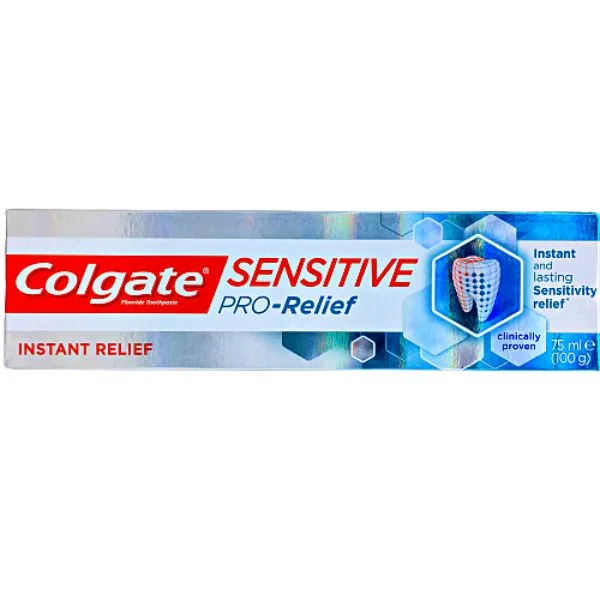 Colgate®
Fluoride Toothpaste
SENSITIVE
PRO-Relief
INSTANT RELIEF
Instant
and
lasting
Sensitivity
relief*
clinically
proven
75 ml ℮
(100 g)